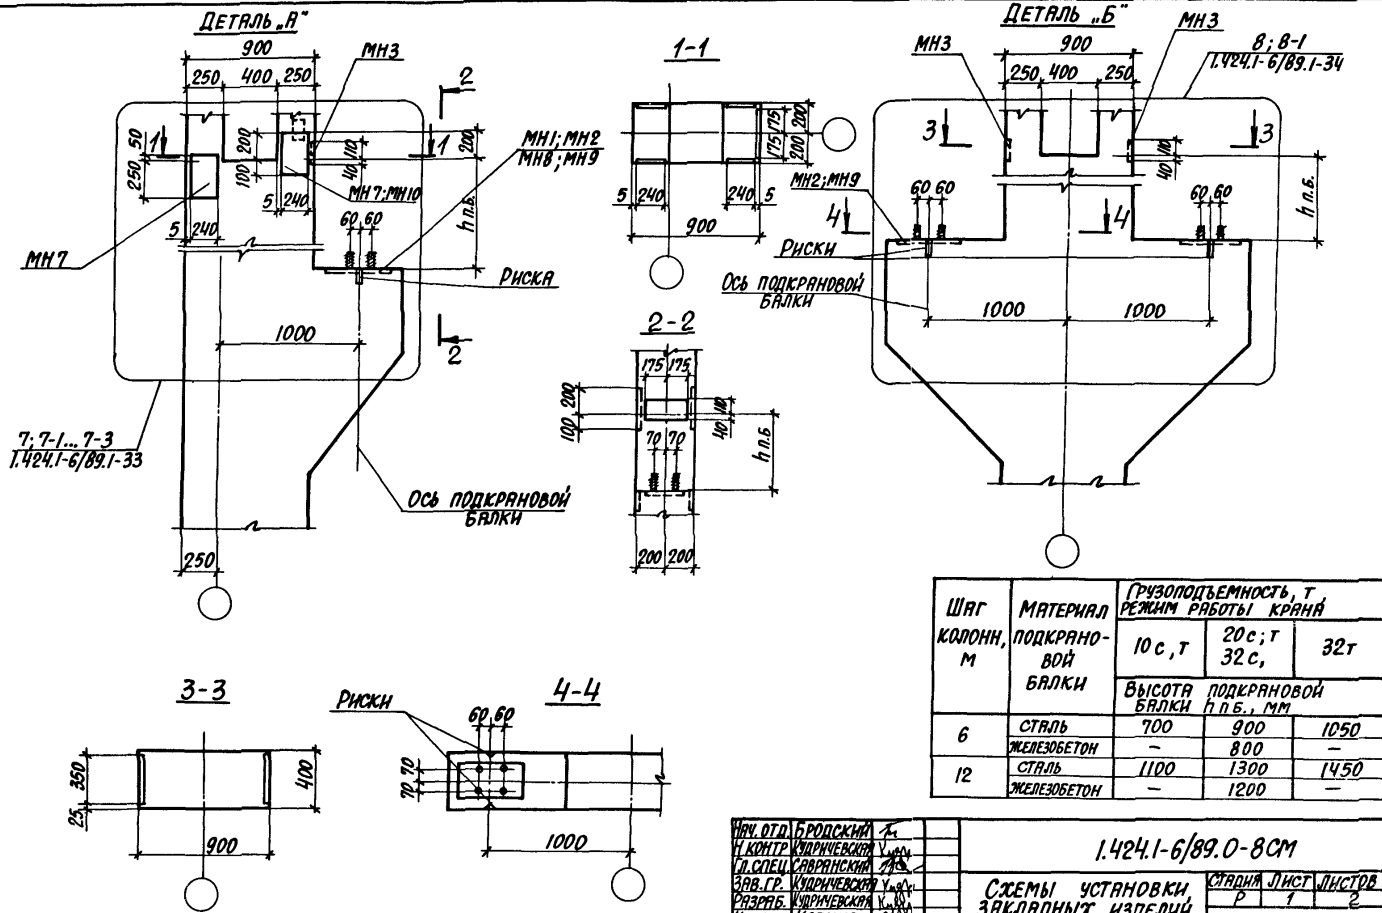 ДЕТАЛЬ „А"
900
250 400 250
МН3
2
1
1
50
250
200
100
110
40
200
МН1; МН2
МН8; МН9
МН7; МН10
5 240
5 240
h п.б.
60 60
МН7
РИСКА
1000
2
7; 7-1... 7-3
1.424.1-6/89.1-33
ОСЬ ПОДКРАНОВОЙ
БАЛКИ
250
1-1
175 200
175 200
5 240
240 5
900
2-2
175 175
200
100
110
40
70 70
h п.б
200 200
ДЕТАЛЬ „Б"
МН3
900
МН3
8; 8-1
1.424.1-6/89.1-34
250 400 250
3
3
110
40
МН2; МН9
60 60
60 60
4
4
h п.б.
РИСКИ
ОСЬ ПОДКРАНОВОЙ
БАЛКИ
1000
1000
3-3
350
25
400
900
4-4
РИСКИ
60 60
70 70
1000
ШАГ КОЛОНН, М
МАТЕРИАЛ ПОДКРАНО-ВОЙ БАЛКИ
ГРУЗОПОДЪЕМНОСТЬ, Т,
РЕЖИМ РАБОТЫ КРАНА
10с, т
20с; т
32с,
32т
ВЫСОТА ПОДКРАНОВОЙ
БАЛКИ h п.б., ММ
6 СТАЛЬ 700 900 1050
ЖЕЛЕЗОБЕТОН – 800 –
12 СТАЛЬ 1100 1300 1450
ЖЕЛЕЗОБЕТОН – 1200 –
НАЧ. ОТД. БРОДСКИЙ
Н КОНТР КУДРИЧЕВСКАЯ
ГЛ. СПЕЦ. САВРАНСКИЙ
ЗАВ. ГР. КУДРИЧЕВСКАЯ
РАЗРАБ. КУДРИЧЕВСКАЯ
1.424.1-6/89.0-8СМ
СХЕМЫ УСТАНОВКИ
ЗАКЛАДНЫХ ИЗДЕЛИЙ
СТАДИЯ ЛИСТ ЛИСТОВ
Р 1 2